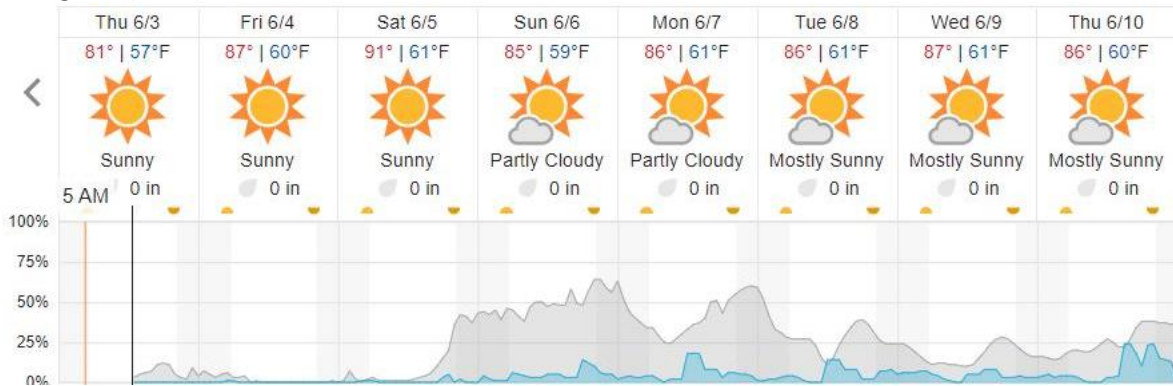 Thu 6/3 Fri 6/4 Sat 6/5 Sun 6/6 Mon 6/7 Tue 6/8 Wed 6/9 Thu 6/10
81° | 57°F 87° | 60°F 91° | 61°F 85° | 59°F 86° | 61°F 86° | 61°F 87° | 61°F 86° | 60°F
Sunny Sunny Sunny Partly Cloudy Partly Cloudy Mostly Sunny Mostly Sunny Mostly Sunny
0 in 0 in 0 in 0 in 0 in 0 in 0 in 0 in
5 AM
100%
75%
50%
25%
0%